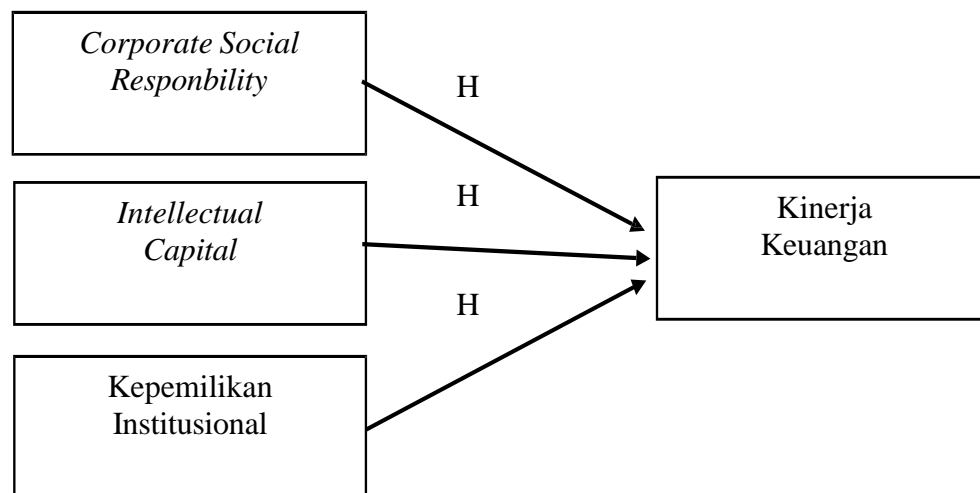 Corporate Social
Responbility
H
Intellectual
Capital
H
Kinerja
Keuangan
H
Kepemilikan
Institusional